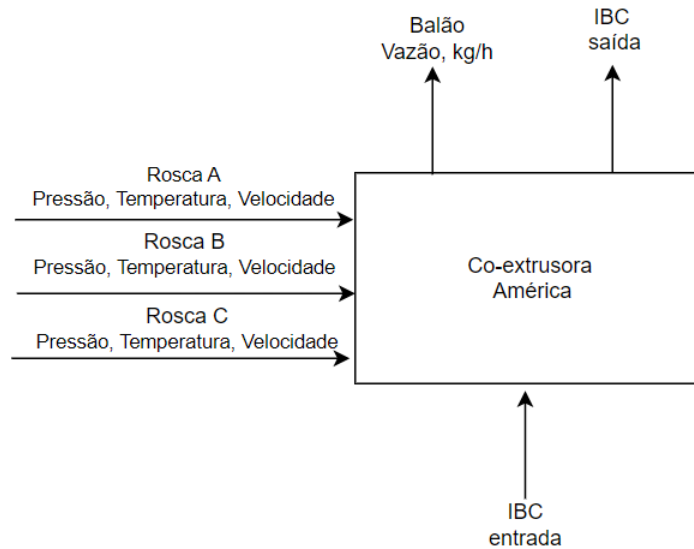 Balão
Vazão, kg/h
IBC
saída
Rosca A
Pressão, Temperatura, Velocidade
Rosca B
Pressão, Temperatura, Velocidade
Rosca C
Pressão, Temperatura, Velocidade
Co-extrusora
América
IBC
entrada